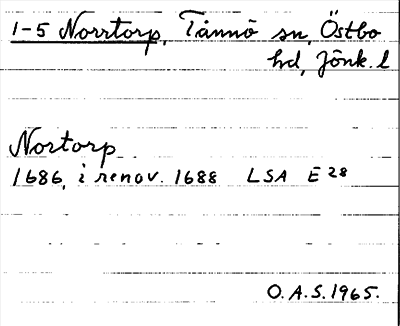 1-5 Norrtorp, Tånnö sn, Östbo
hd, Jönk. l
Nortorp
1686, i renov. 1688 LSA E 28
O.A.S. 1965.